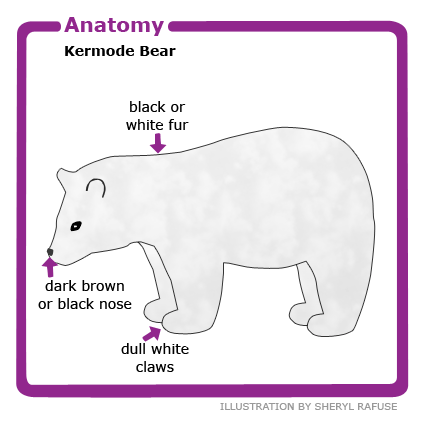 Anatomy
Kermode Bear
black or
white fur
dark brown
or black nose
dull white
claws
ILLUSTRATION BY SHERYL RAFUSE